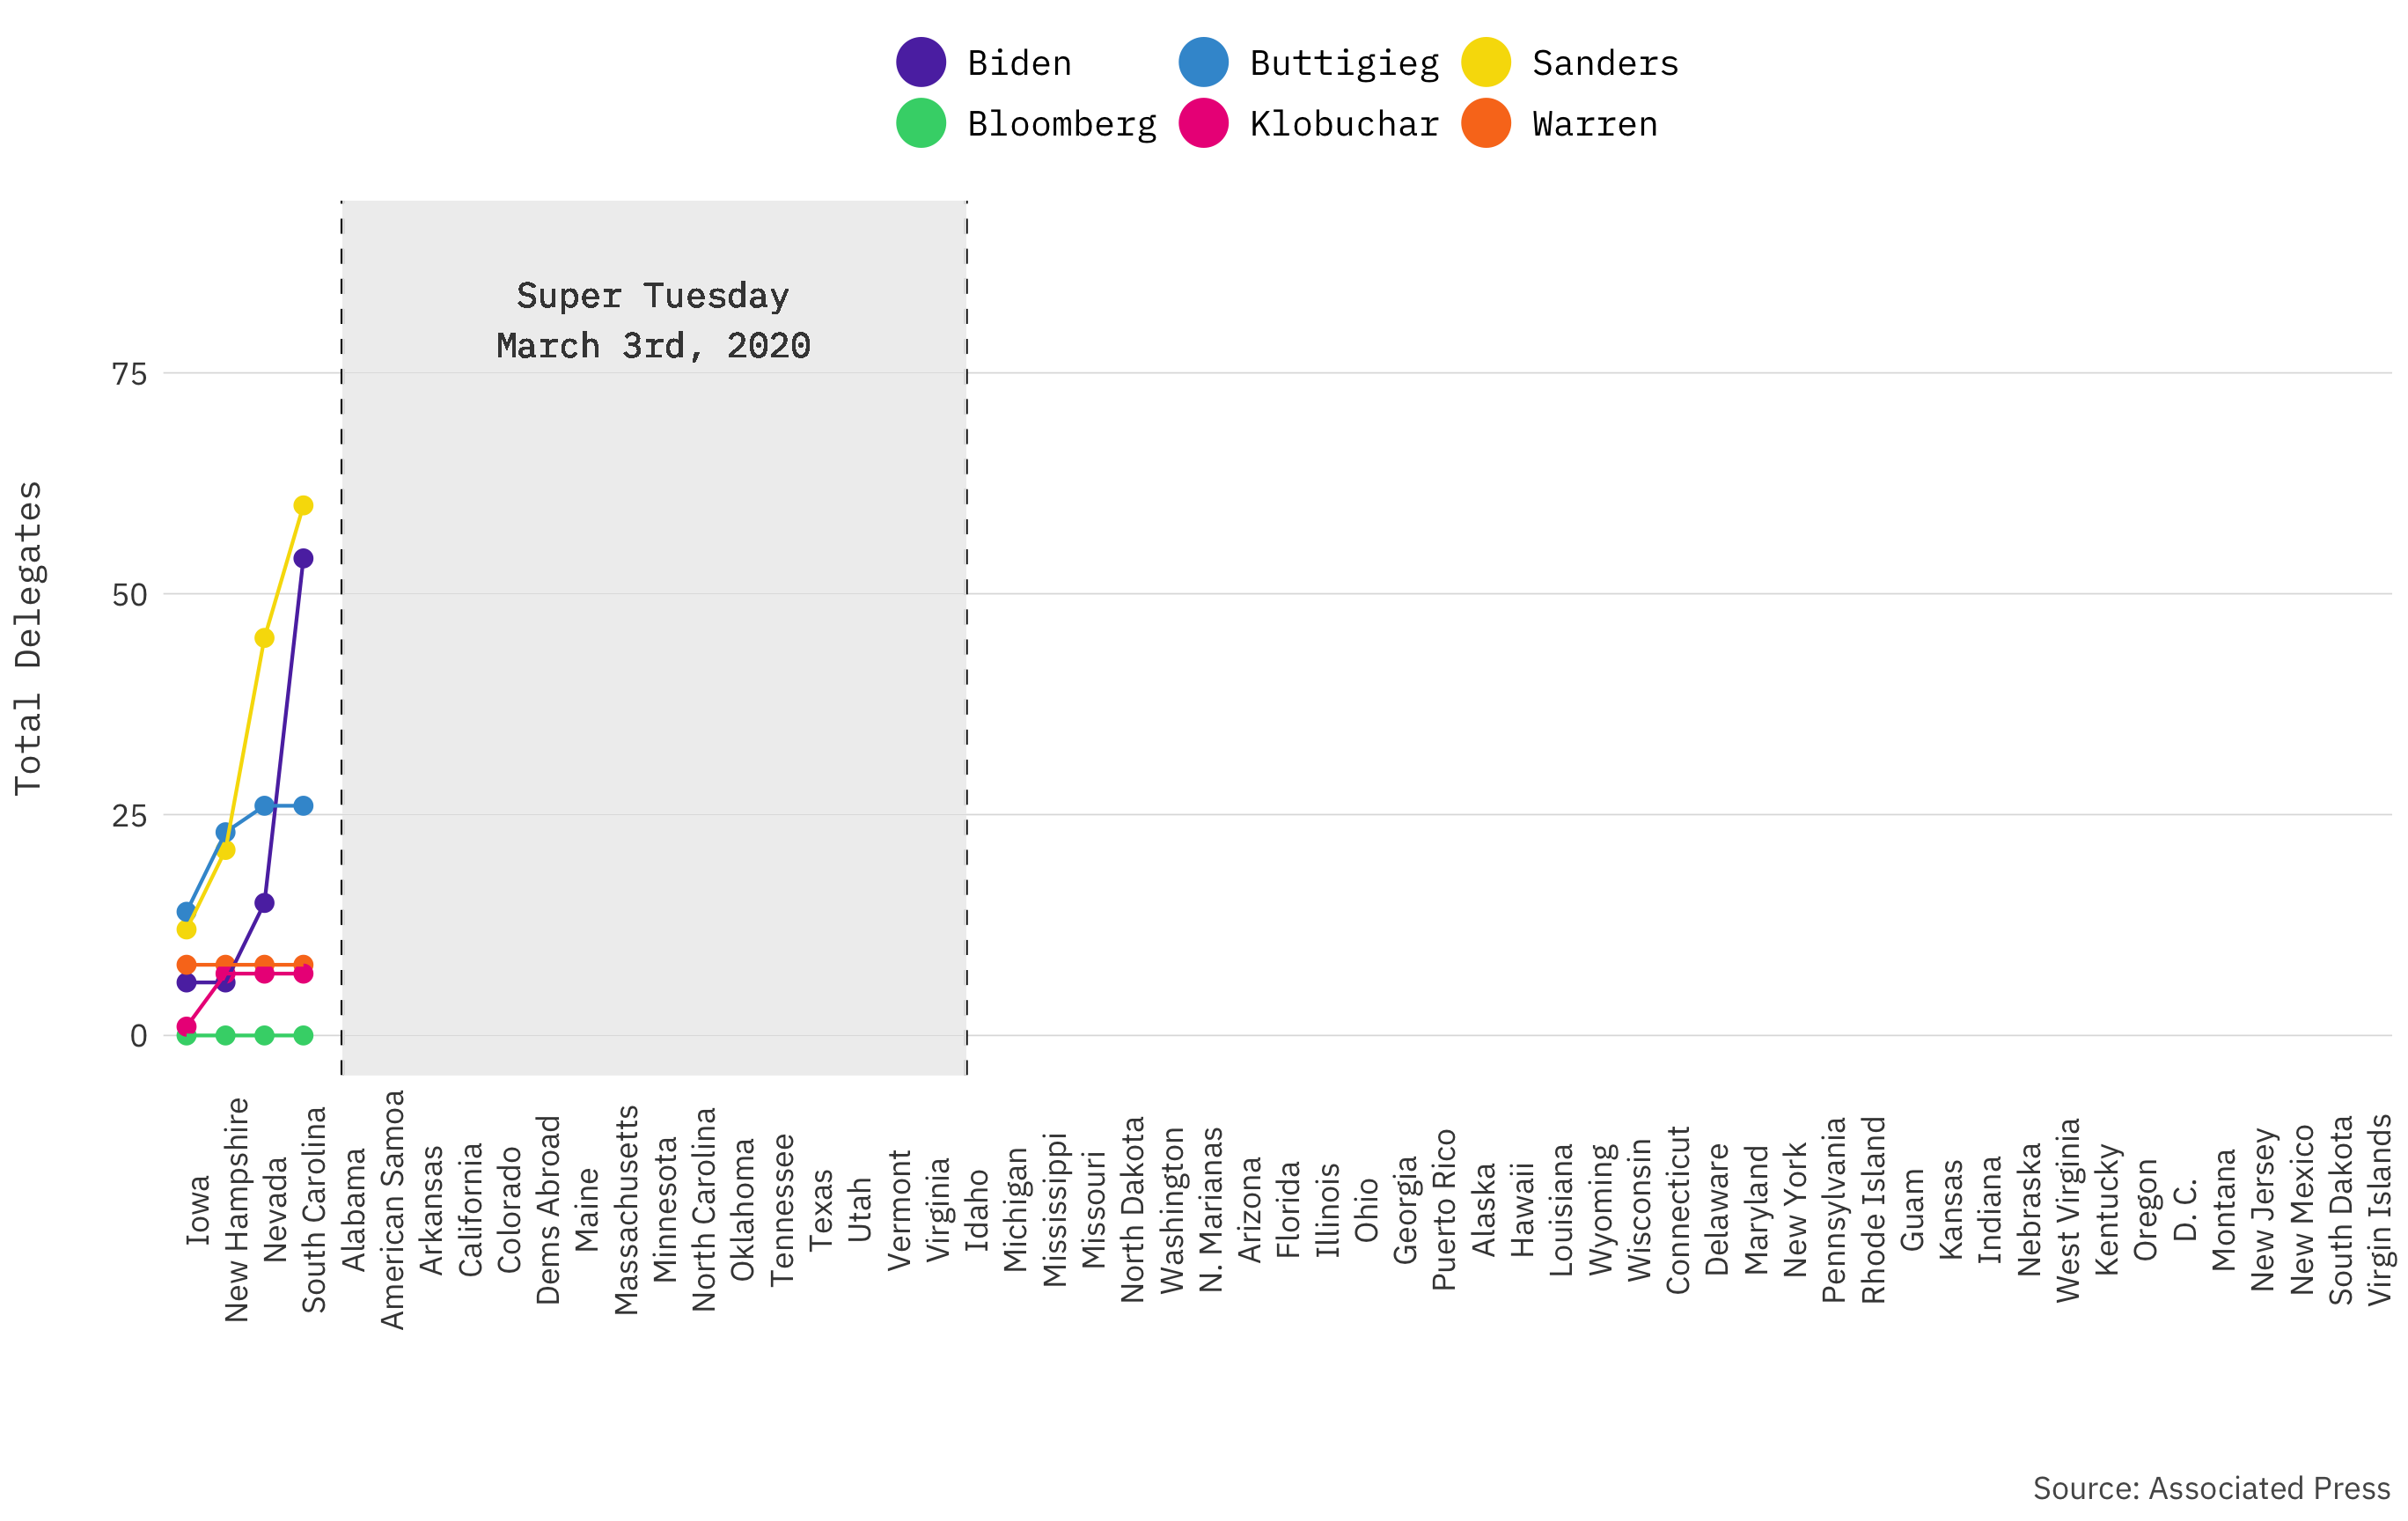 Biden Buttigieg Sanders
Bloomberg Klobuchar Warren
Super Tuesday
March 3rd, 2020
Total Delegates
75
50
25
0
Iowa
New Hampshire
Nevada
South Carolina
Alabama
American Samoa
Arkansas
California
Colorado
Dems Abroad
Maine
Massachusetts
Minnesota
North Carolina
Oklahoma
Tennessee
Texas
Utah
Vermont
Virginia
Idaho
Michigan
Mississippi
Missouri
North Dakota
Washington
N. Marianas
Arizona
Florida
Illinois
Ohio
Georgia
Puerto Rico
Alaska
Hawaii
Louisiana
Wyoming
Wisconsin
Connecticut
Delaware
Maryland
New York
Pennsylvania
Rhode Island
Guam
Kansas
Indiana
Nebraska
West Virginia
Kentucky
Oregon
D. C.
Montana
New Jersey
New Mexico
South Dakota
Virgin Islands
Source: Associated Press